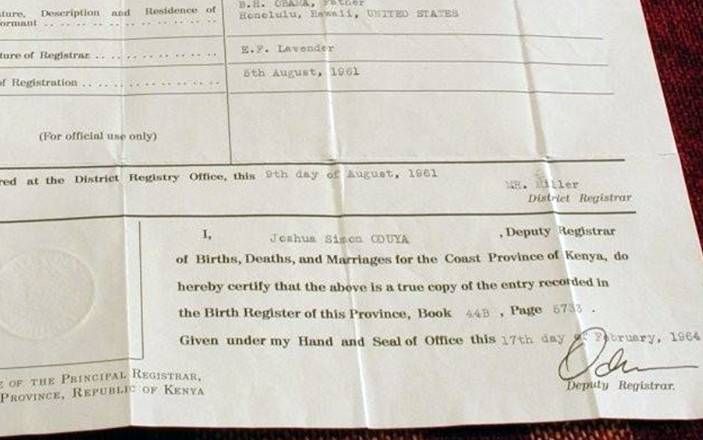 ture, Description and Residence of
B.H. OBAMA, Father
ormant
Honolulu, Hawaii, UNITED STATES
ture of Registrar
E.F. Lavender
of Registration
5th August, 1961
(For official use only)
red at the District Registry Office, this 9th day of August, 1961
MR. Miller
District Registrar
I, Joshua Simon ODUYA , Deputy Registrar
of Births, Deaths, and Marriages for the Coast Province of Kenya, do
hereby certify that the above is a true copy of the entry recorded in
the Birth Register of this Province, Book 44B , Page 5733 .
Given under my Hand and Seal of Office this 17th day of February, 1964
E OF THE PRINCIPAL REGISTRAR,
PROVINCE, REPUBLIC OF KENYA
Deputy Registrar.